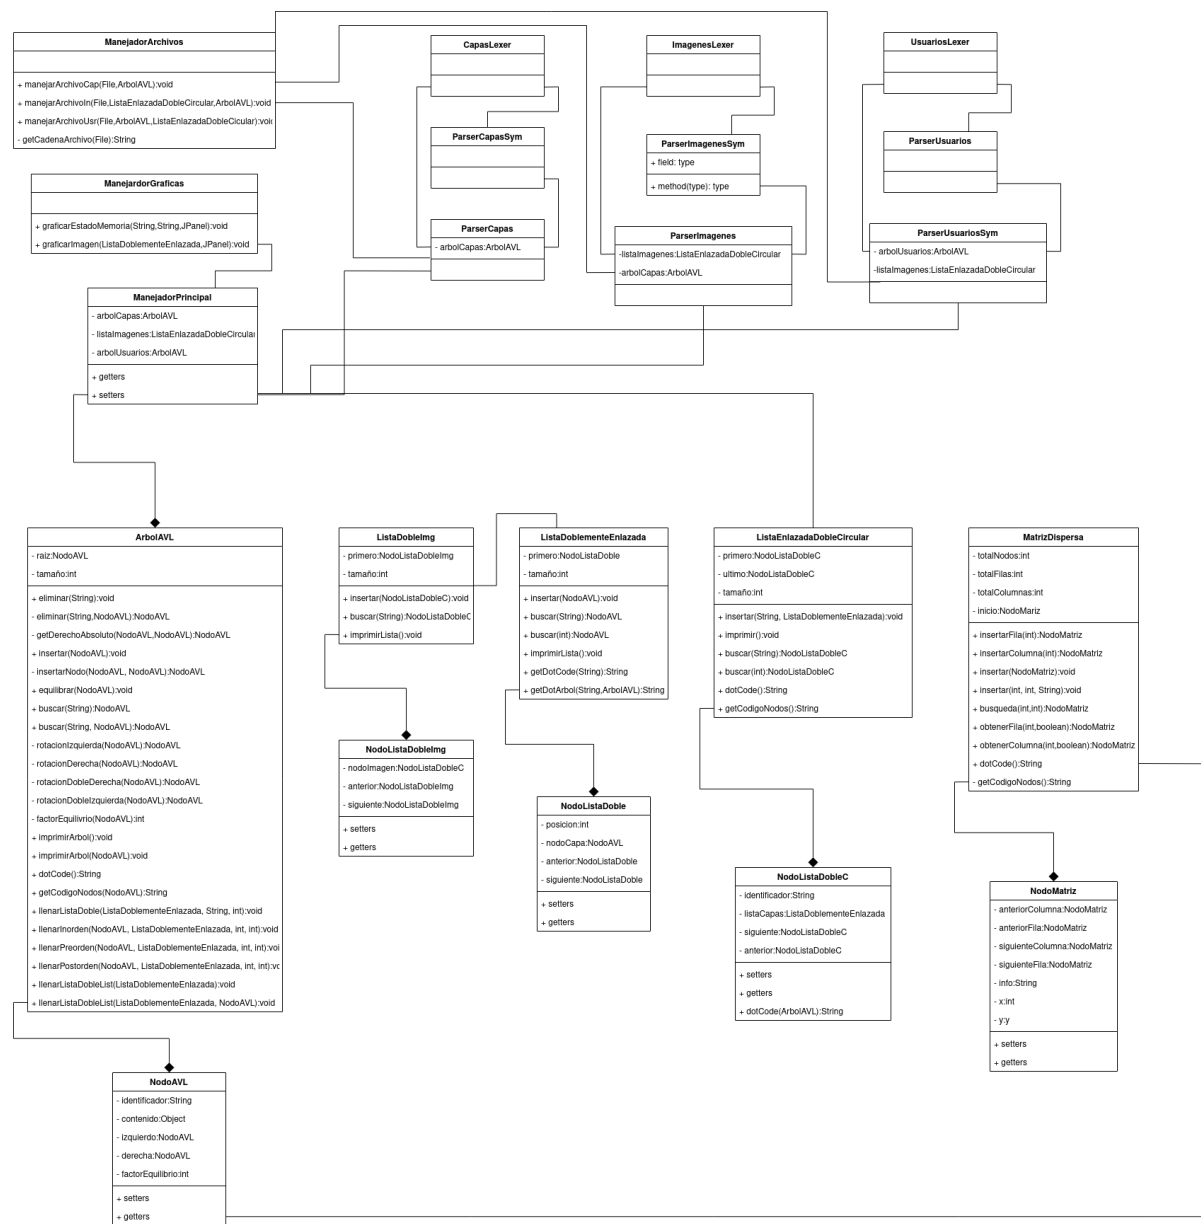 ManejadorArchivos
+ manejarArchivoCap(File,ArbolAVL):void
+ manejarArchivoIn(File,ListaEnlazadaDobleCircular,ArbolAVL):void
+ manejarArchivoUsr(File,ArbolAVL,ListaEnlazadaDobleCicular):void
- getCadenaArchivo(File):String
CapasLexer
ImagenesLexer
UsuariosLexer
ParserCapasSym
ParserImagenesSym
+ field: type
+ method(type): type
ParserUsuarios
ManejardorGraficas
+ graficarEstadoMemoria(String,String,JPanel):void
+ graficarImagen(ListaDoblementeEnlazada,JPanel):void
ParserCapas
- arbolCapas:ArbolAVL
ParserImagenes
-listaImagenes:ListaEnlazadaDobleCircular
-arbolCapas:ArbolAVL
ParserUsuariosSym
- arbolUsuarios:ArbolAVL
-listaImagenes:ListaEnlazadaDobleCircular
ManejadorPrincipal
- arbolCapas:ArbolAVL
- listaImagenes:ListaEnlazadaDobleCircular
- arbolUsuarios:ArbolAVL
+ getters
+ setters
ArbolAVL
- raiz:NodoAVL
- tamaño:int
+ eliminar(String):void
- eliminar(String,NodoAVL):NodoAVL
- getDerechoAbsoluto(NodoAVL,NodoAVL):NodoAVL
+ insertar(NodoAVL):void
- insertarNodo(NodoAVL, NodoAVL):NodoAVL
+ equilibrar(NodoAVL):void
+ buscar(String):NodoAVL
+ buscar(String, NodoAVL):NodoAVL
- rotacionIzquierda(NodoAVL):NodoAVL
- rotacionDerecha(NodoAVL):NodoAVL
- rotacionDobleDerecha(NodoAVL):NodoAVL
- rotacionDobleIzquierda(NodoAVL):NodoAVL
- factorEquilivrio(NodoAVL):int
+ imprimirArbol():void
+ imprimirArbol(NodoAVL):void
+ dotCode():String
+ getCodigoNodos(NodoAVL):String
+ llenarListaDoble(ListaDoblementeEnlazada, String, int):void
+ llenarInorden(NodoAVL, ListaDoblementeEnlazada, int, int):void
+ llenarPreorden(NodoAVL, ListaDoblementeEnlazada, int, int):voi
+ llenarPostorden(NodoAVL, ListaDoblementeEnlazada, int, int):vc
+ llenarListaDobleList(ListaDoblementeEnlazada):void
+ llenarListaDobleList(ListaDoblementeEnlazada, NodoAVL):void
ListaDobleImg
- primero:NodoListaDobleImg
- tamaño:int
+ insertar(NodoListaDobleC):void
+ buscar(String):NodoListaDobleC
+ imprimirLista():void
ListaDoblementeEnlazada
- primero:NodoListaDoble
- tamaño:int
+ insertar(NodoAVL):void
+ buscar(String):NodoAVL
+ buscar(int):NodoAVL
+ imprimirLista():void
+ getDotCode(String):String
+ getDotArbol(String,ArbolAVL):String
ListaEnlazadaDobleCircular
- primero:NodoListaDobleC
- ultimo:NodoListaDobleC
- tamaño:int
+ insertar(String, ListaDoblementeEnlazada):void
+ imprimir():void
+ buscar(String):NodoListaDobleC
+ buscar(int):NodoListaDobleC
+ dotCode():String
+ getCodigoNodos():String
MatrizDispersa
- totalNodos:int
- totalFilas:int
- totalColumnas:int
- inicio:NodoMariz
+ insertarFila(int):NodoMatriz
+ insertarColumna(int):NodoMatriz
+ insertar(NodoMatriz):void
+ insertar(int, int, String):void
+ busqueda(int,int):NodoMatriz
+ obtenerFila(int,boolean):NodoMatriz
+ obtenerColumna(int,boolean):NodoMatriz
+ dotCode():String
- getCodigoNodos():String
NodoListaDobleImg
- nodoImagen:NodoListaDobleC
- anterior:NodoListaDobleImg
- siguiente:NodoListaDobleImg
+ setters
+ getters
NodoListaDoble
- posicion:int
- nodoCapa:NodoAVL
- anterior:NodoListaDoble
- siguiente:NodoListaDoble
+ setters
+ getters
NodoListaDobleC
- identificador:String
- listaCapas:ListaDoblementeEnlazada
- siguiente:NodoListaDobleC
- anterior:NodoListaDobleC
+ setters
+ getters
+ dotCode(ArbolAVL):String
NodoMatriz
- anteriorColumna:NodoMatriz
- anteriorFila:NodoMatriz
- siguienteColumna:NodoMatriz
- siguienteFila:NodoMatriz
- info:String
- x:int
- y:y
+ setters
+ getters
NodoAVL
- identificador:String
- contenido:Object
- izquierdo:NodoAVL
- derecha:NodoAVL
- factorEquilibrio:int
+ setters
+ getters